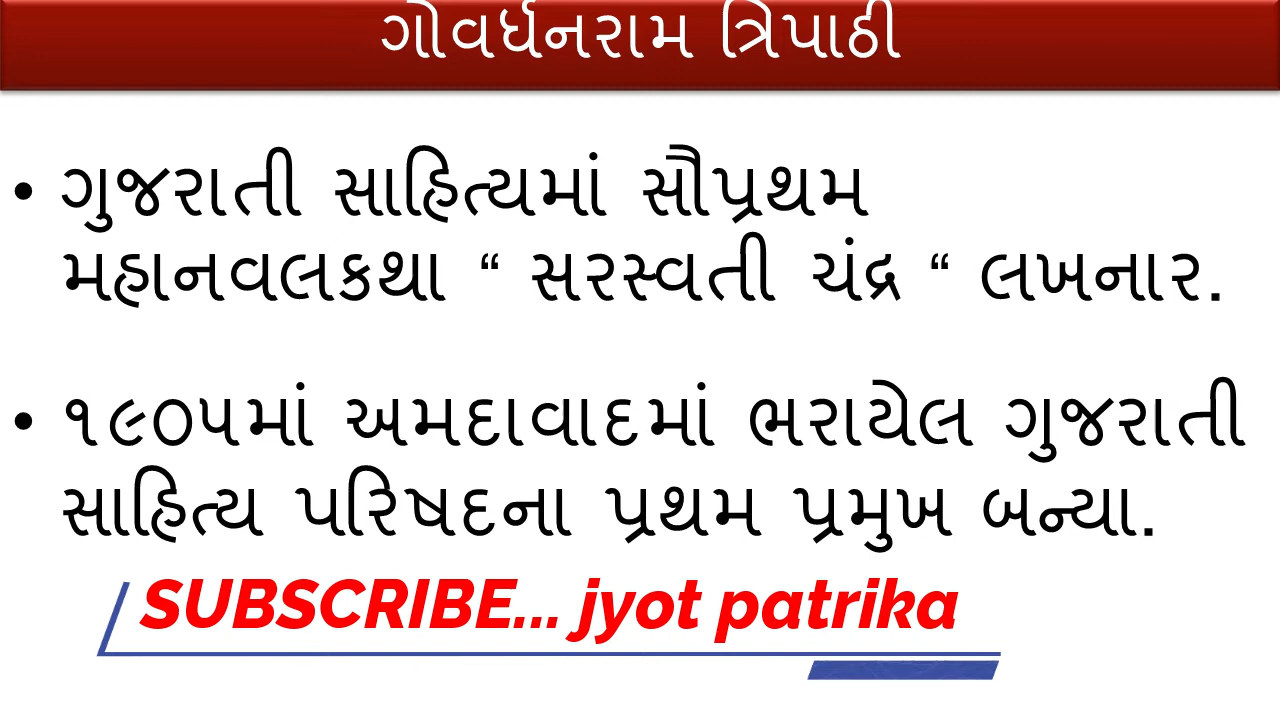 ગોવર્ધનરામ ત્રિપાઠી
• ગુજરાતી સાહિત્યમાં સૌપ્રથમ
મહાનવલકથા “ સરસ્વતી ચંદ્ર “ લખનાર.
• ૧૯૦૫માં અમદાવાદમાં ભરાયેલ ગુજરાતી
સાહિત્ય પરિષદના પ્રથમ પ્રમુખ બન્યા.
SUBSCRIBE... jyot patrika